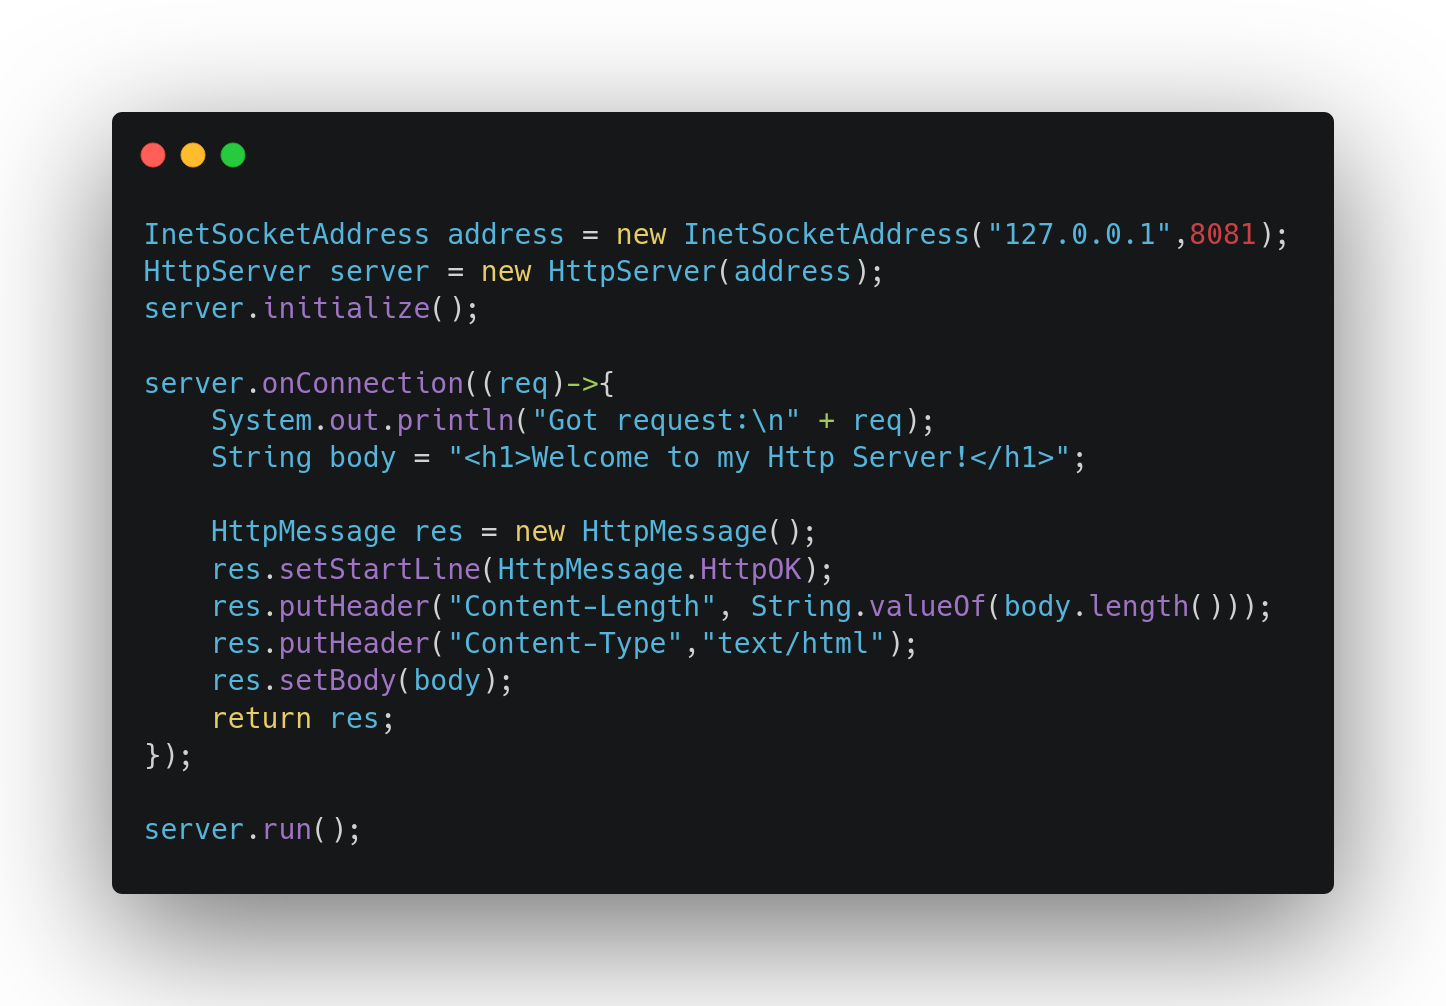 InetSocketAddress address = new InetSocketAddress("127.0.0.1",8081);
HttpServer server = new HttpServer(address);
server.initialize();

server.onConnection((req)->{
    System.out.println("Got request:\n" + req);
    String body = "<h1>Welcome to my Http Server!</h1>";

    HttpMessage res = new HttpMessage();
    res.setStartLine(HttpMessage.HttpOK);
    res.putHeader("Content-Length", String.valueOf(body.length()));
    res.putHeader("Content-Type","text/html");
    res.setBody(body);
    return res;
});

server.run();